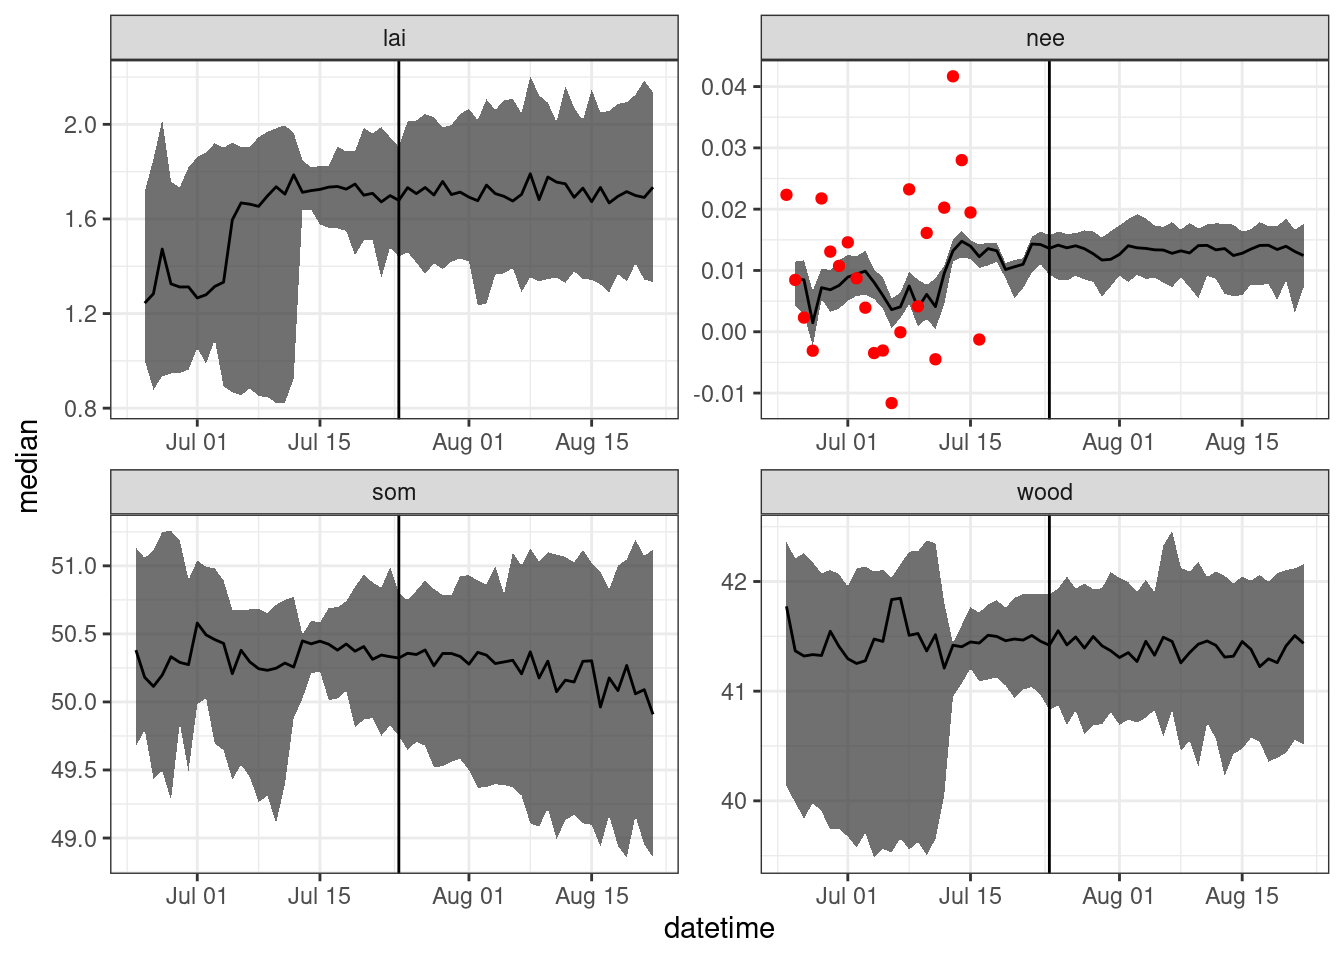 lai
nee
2.0
1.6
1.2
0.8
0.04
0.03
0.02
0.01
0.00
-0.01
Jul 01 Jul 15 Aug 01 Aug 15
Jul 01 Jul 15 Aug 01 Aug 15
median
som
wood
51.0
50.5
50.0
49.5
49.0
42
41
40
Jul 01 Jul 15 Aug 01 Aug 15
Jul 01 Jul 15 Aug 01 Aug 15
datetime